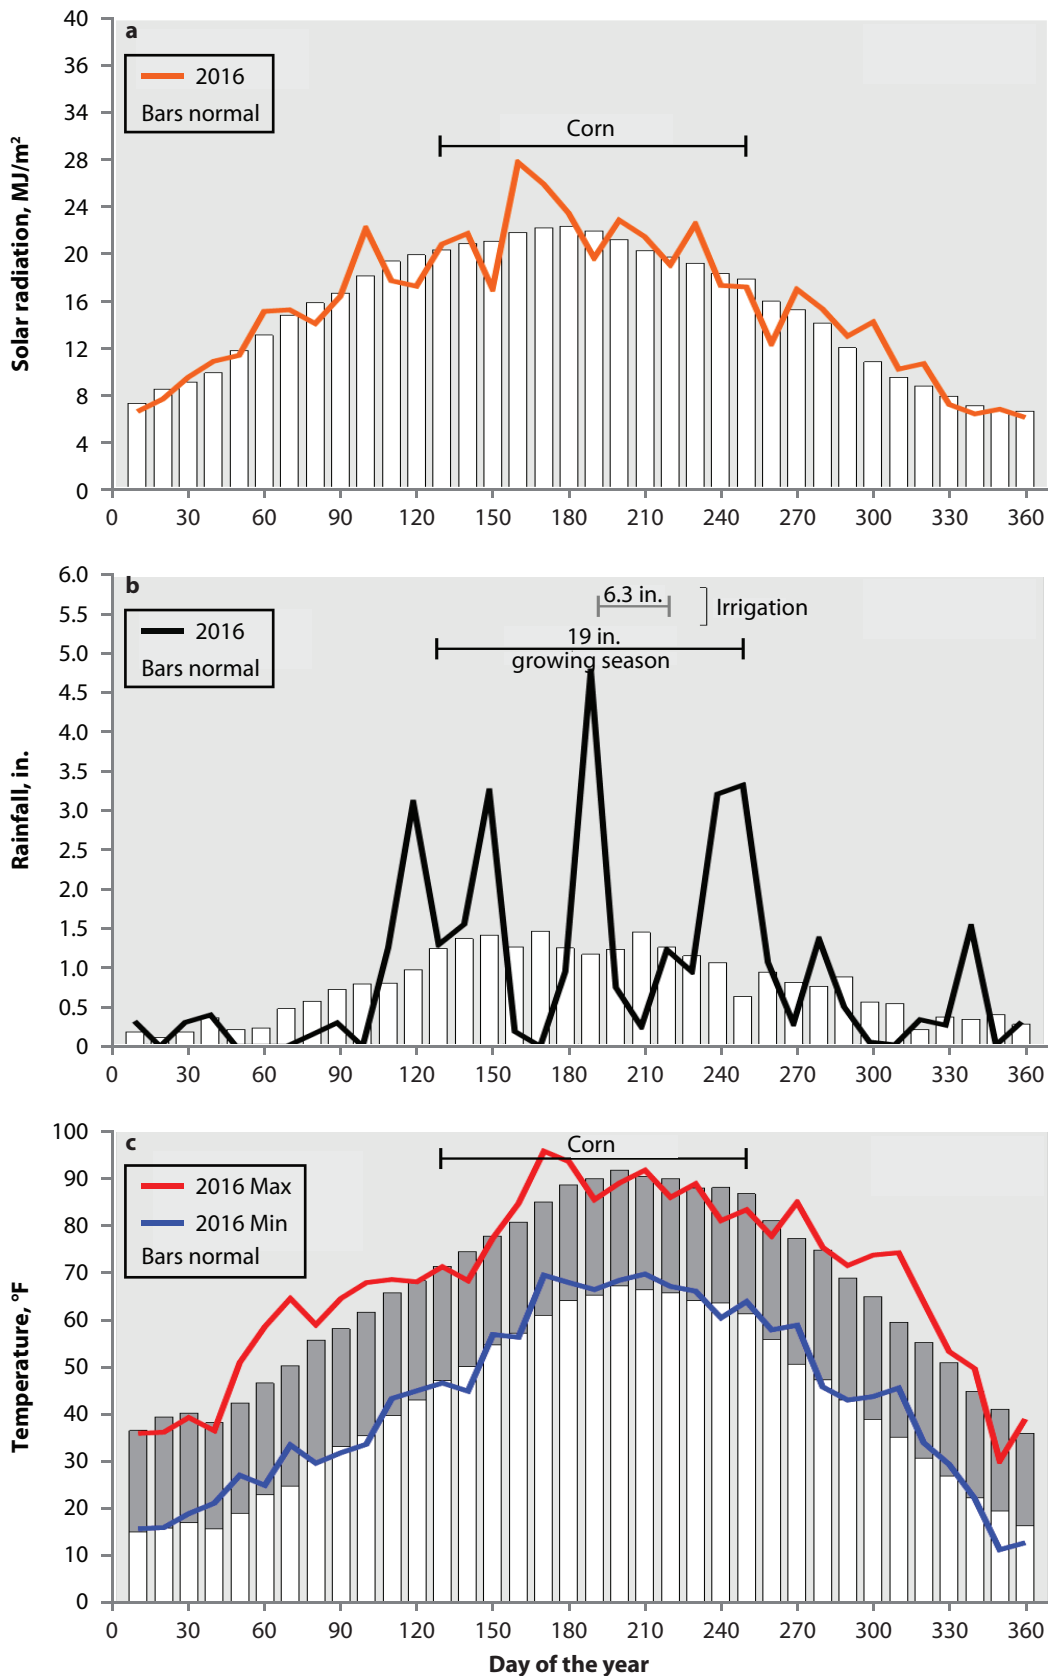 a
2016
Bars normal
Corn
Solar radiation, MJ/m²
40
36
34
28
24
20
16
12
8
4
0
0 30 60 90 120 150 180 210 240 270 300 330 360
b
2016
Bars normal
6.3 in.
Irrigation
19 in.
growing season
Rainfall, in.
6.0
5.5
5.0
4.5
4.0
3.5
3.0
2.5
2.0
1.5
1.0
0.5
0
0 30 60 90 120 150 180 210 240 270 300 330 360
c
2016 Max
2016 Min
Bars normal
Corn
Temperature, °F
100
90
80
70
60
50
40
30
20
10
0
0 30 60 90 120 150 180 210 240 270 300 330 360
Day of the year